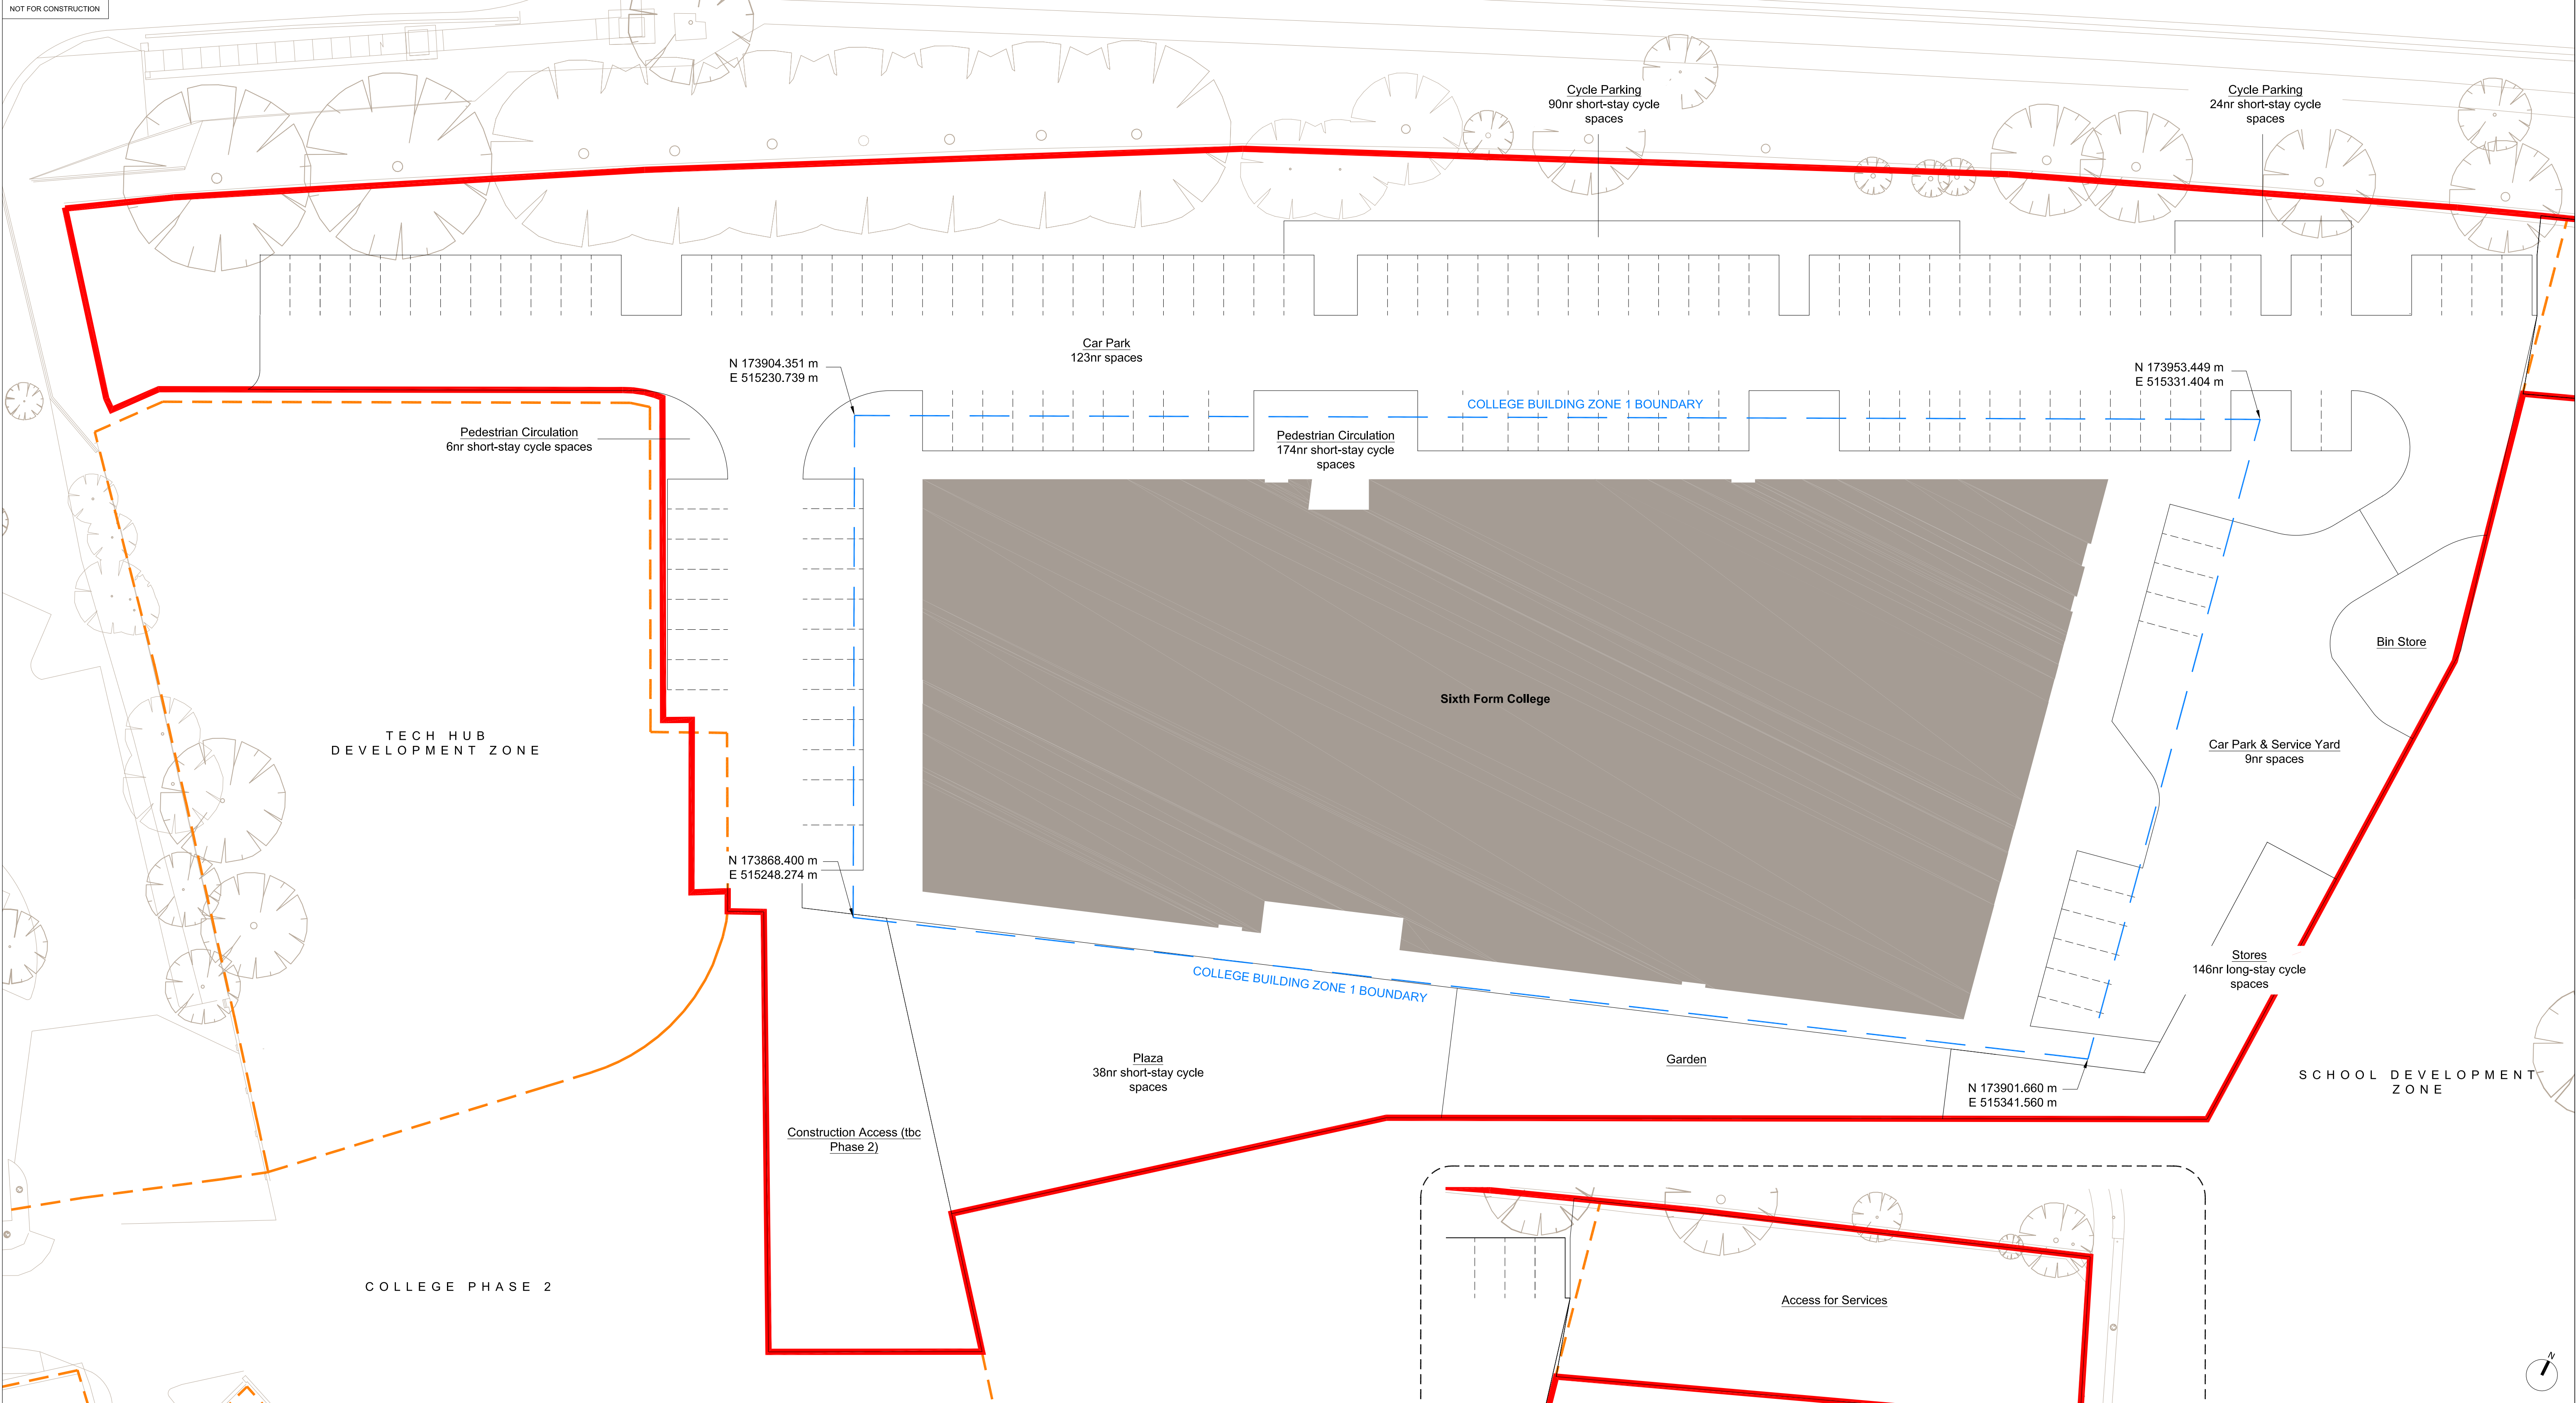 NOT FOR CONSTRUCTION
Cycle Parking
90nr short-stay cycle
spaces
Cycle Parking
24nr short-stay cycle
spaces
Car Park
123nr spaces
N 173904.351 m
E 515230.739 m
N 173953.449 m
E 515331.404 m
COLLEGE BUILDING ZONE 1 BOUNDARY
Pedestrian Circulation
6nr short-stay cycle spaces
Pedestrian Circulation
174nr short-stay cycle
spaces
Bin Store
Sixth Form College
TECH HUB
DEVELOPMENT ZONE
Car Park & Service Yard
9nr spaces
N 173868.400 m
E 515248.274 m
COLLEGE BUILDING ZONE 1 BOUNDARY
Stores
146nr long-stay cycle
spaces
Plaza
38nr short-stay cycle
spaces
Garden
N 173901.660 m
E 515341.560 m
SCHOOL DEVELOPMENT
ZONE
Construction Access (tbc
Phase 2)
COLLEGE PHASE 2
Access for Services
N